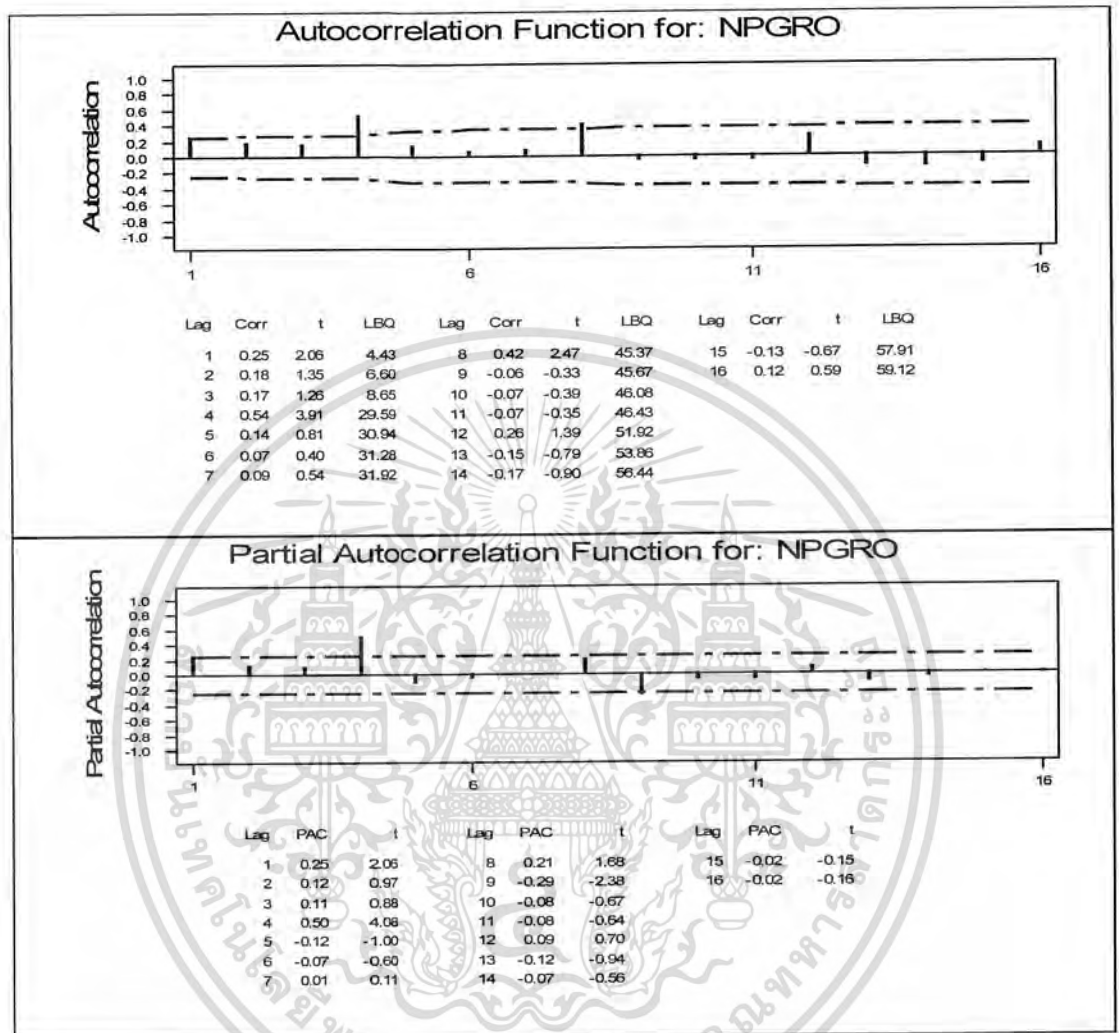 Autocorrelation Function for: NPGRO
Autocorrelation
1.0
0.8
0.6
0.4
0.2
0.0
-0.2
-0.4
-0.6
-0.8
-1.0
1 6 11 16
Lag Corr t LBQ Lag Corr t LBQ Lag Corr t LBQ
1 0.25 2.06 4.43 8 0.42 2.47 45.37 15 -0.13 -0.67 57.91
2 0.18 1.35 6.60 9 -0.06 -0.33 45.67 16 0.12 0.59 59.12
3 0.17 1.26 8.65 10 -0.07 -0.39 46.08
4 0.54 3.91 29.59 11 -0.07 -0.35 46.43
5 0.14 0.81 30.94 12 0.26 1.39 51.92
6 0.07 0.40 31.28 13 -0.15 -0.79 53.86
7 0.09 0.54 31.92 14 -0.17 -0.90 56.44
Partial Autocorrelation Function for: NPGRO
Partial Autocorrelation
1.0
0.8
0.6
0.4
0.2
0.0
-0.2
-0.4
-0.6
-0.8
-1.0
1 6 11 16
Lag PAC t Lag PAC t Lag PAC t
1 0.25 2.06 8 0.21 1.68 15 -0.02 -0.15
2 0.12 0.97 9 -0.29 -2.38 16 -0.02 -0.16
3 0.11 0.88 10 -0.08 -0.67
4 0.50 4.08 11 -0.08 -0.64
5 -0.12 -1.00 12 0.09 0.70
6 -0.07 -0.60 13 -0.12 -0.94
7 0.01 0.11 14 -0.07 -0.56